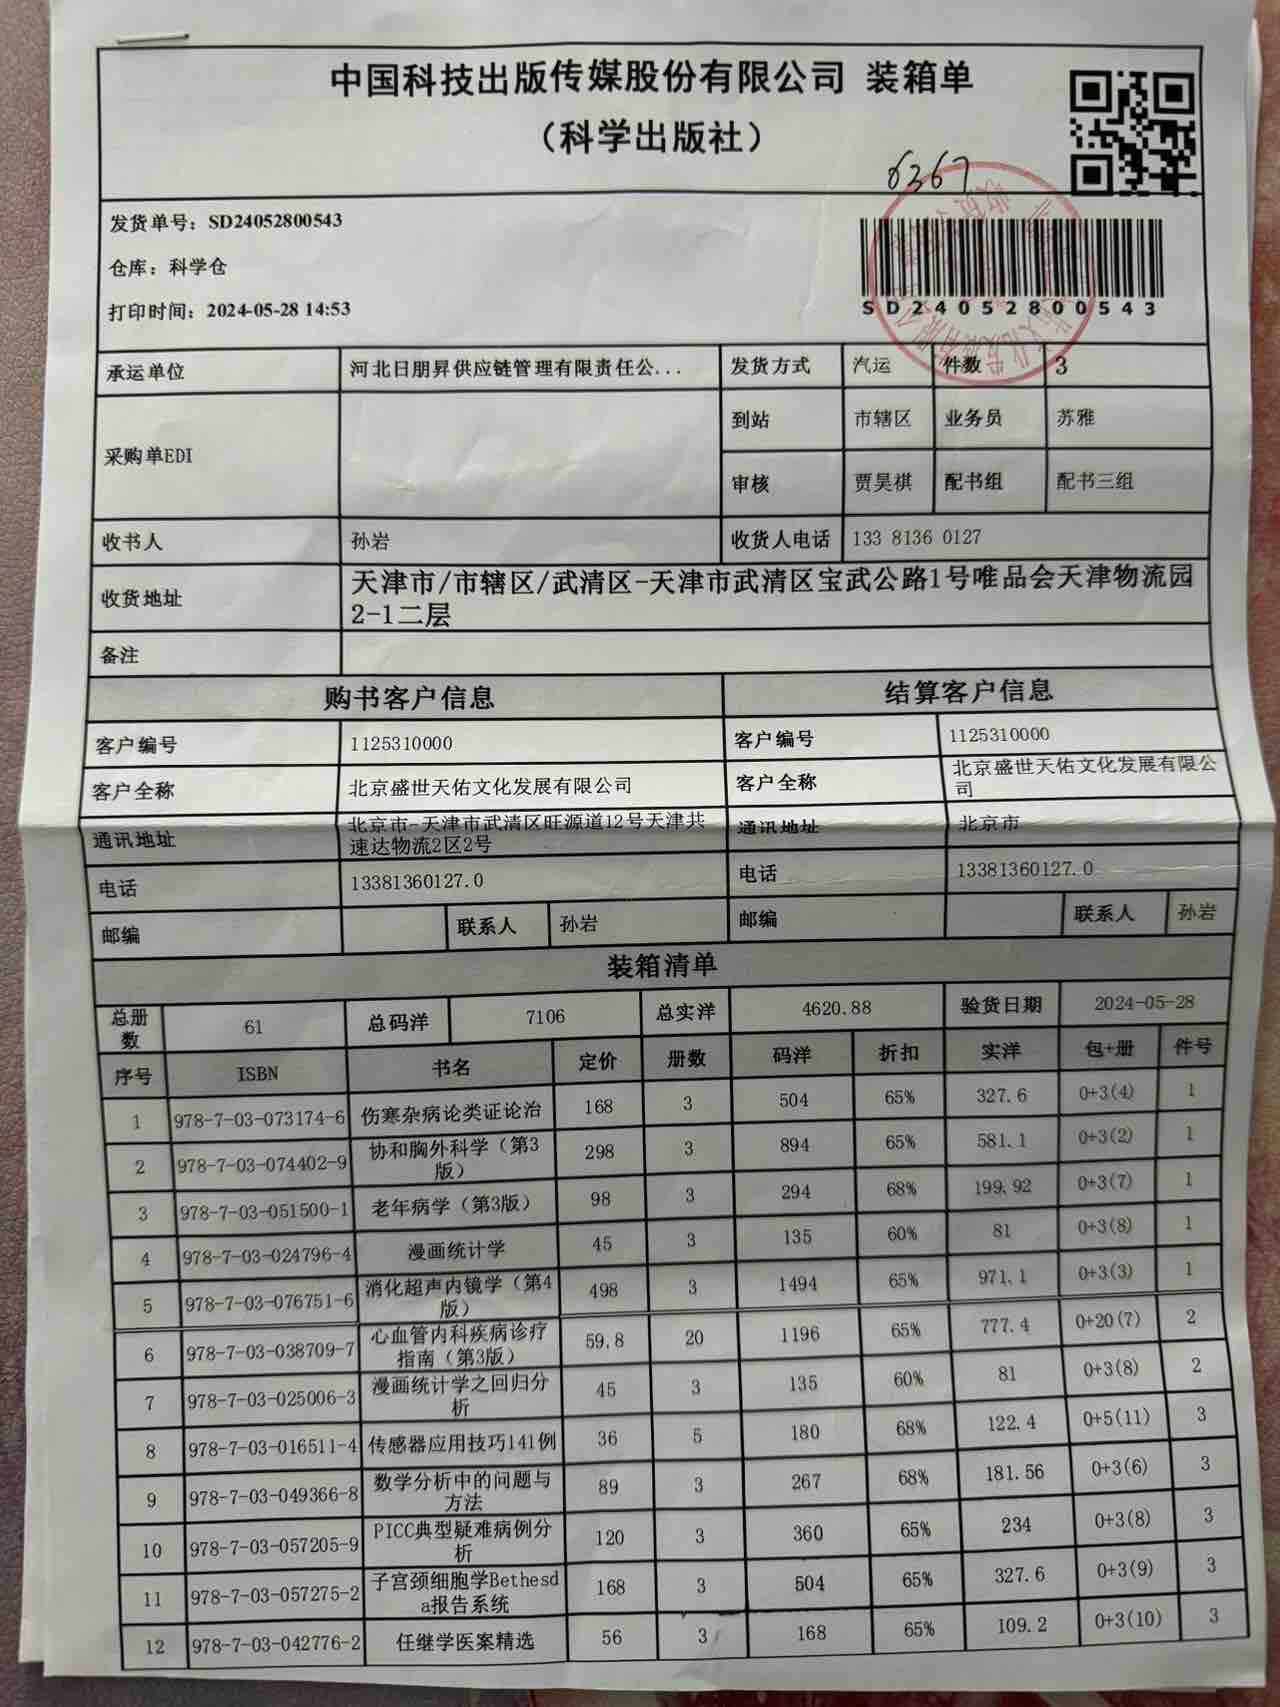 中国科技出版传媒股份有限公司 装箱单
（科学出版社）
6367
发货单号：SD24052800543
仓库：科学仓
打印时间：2024-05-28 14:53
SD24052800543
承运单位 河北日朋昇供应链管理有限责任公... 发货方式 汽运 件数 3
采购单EDI 到站 市辖区 业务员 苏雅
审核 贾昊祺 配书组 配书三组
收书人 孙岩 收货人电话 133 8136 0127
收货地址 天津市/市辖区/武清区-天津市武清区宝武公路1号唯品会天津物流园
2-1二层
备注
购书客户信息 结算客户信息
客户编号 1125310000 客户编号 1125310000
客户全称 北京盛世天佑文化发展有限公司 客户全称 北京盛世天佑文化发展有限公
司
通讯地址 北京市-天津市武清区旺源道12号天津共 通讯地址 北京市
速达物流2区2号
电话 13381360127.0 电话 13381360127.0
邮编 联系人 孙岩 邮编 联系人 孙岩
装箱清单
总册
数 61 总码洋 7106 总实洋 4620.88 验货日期 2024-05-28
序号 ISBN 书名 定价 册数 码洋 折扣 实洋 包+册 件号
1 978-7-03-073174-6 伤寒杂病论类证论治 168 3 504 65% 327.6 0+3(4) 1
2 978-7-03-074402-9 协和胸外科学（第3
版） 298 3 894 65% 581.1 0+3(2) 1
3 978-7-03-051500-1 老年病学（第3版） 98 3 294 68% 199.92 0+3(7) 1
4 978-7-03-024796-4 漫画统计学 45 3 135 60% 81 0+3(8) 1
5 978-7-03-076751-6 消化超声内镜学（第4
版） 498 3 1494 65% 971.1 0+3(3) 1
6 978-7-03-038709-7 心血管内科疾病诊疗
指南（第3版） 59.8 20 1196 65% 777.4 0+20(7) 2
7 978-7-03-025006-3 漫画统计学之回归分
析 45 3 135 60% 81 0+3(8) 2
8 978-7-03-016511-4 传感器应用技巧141例 36 5 180 68% 122.4 0+5(11) 3
9 978-7-03-049366-8 数学分析中的问题与
方法 89 3 267 68% 181.56 0+3(6) 3
10 978-7-03-057205-9 PICC典型疑难病例分
析 120 3 360 65% 234 0+3(8) 3
11 978-7-03-057275-2 子宫颈细胞学Bethesd
a报告系统 168 3 504 65% 327.6 0+3(9) 3
12 978-7-03-042776-2 任继学医案精选 56 3 168 65% 109.2 0+3(10) 3